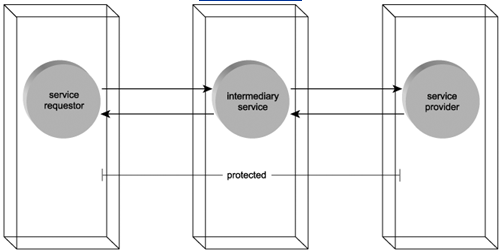 service
requestor
intermediary
service
service
provider
protected